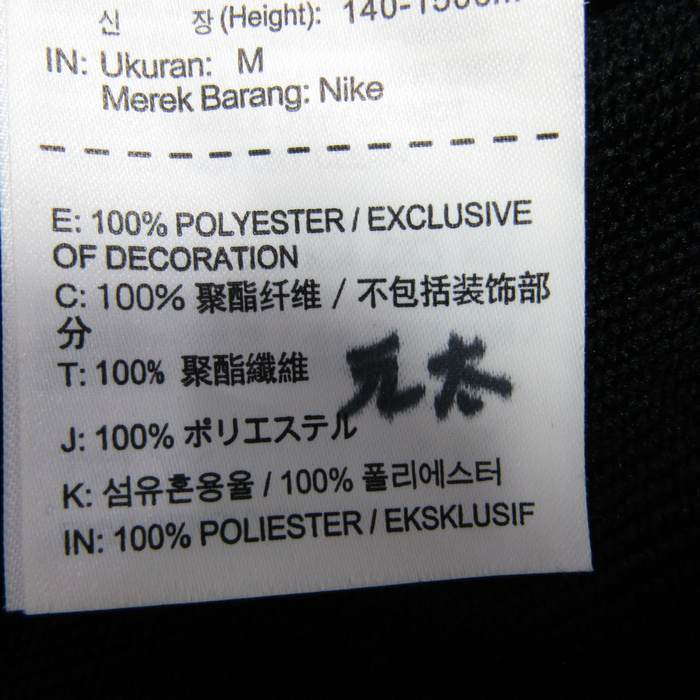 신 장 (Height): 140-150cm
IN: Ukuran: M
Merek Barang: Nike
E: 100% POLYESTER / EXCLUSIVE
OF DECORATION
C: 100% 聚酯纤维 / 不包括装饰部
分
T: 100% 聚酯纖維
J: 100% ポリエステル
K: 섬유혼용율 / 100% 폴리에스터
IN: 100% POLIESTER / EKSKLUSIF